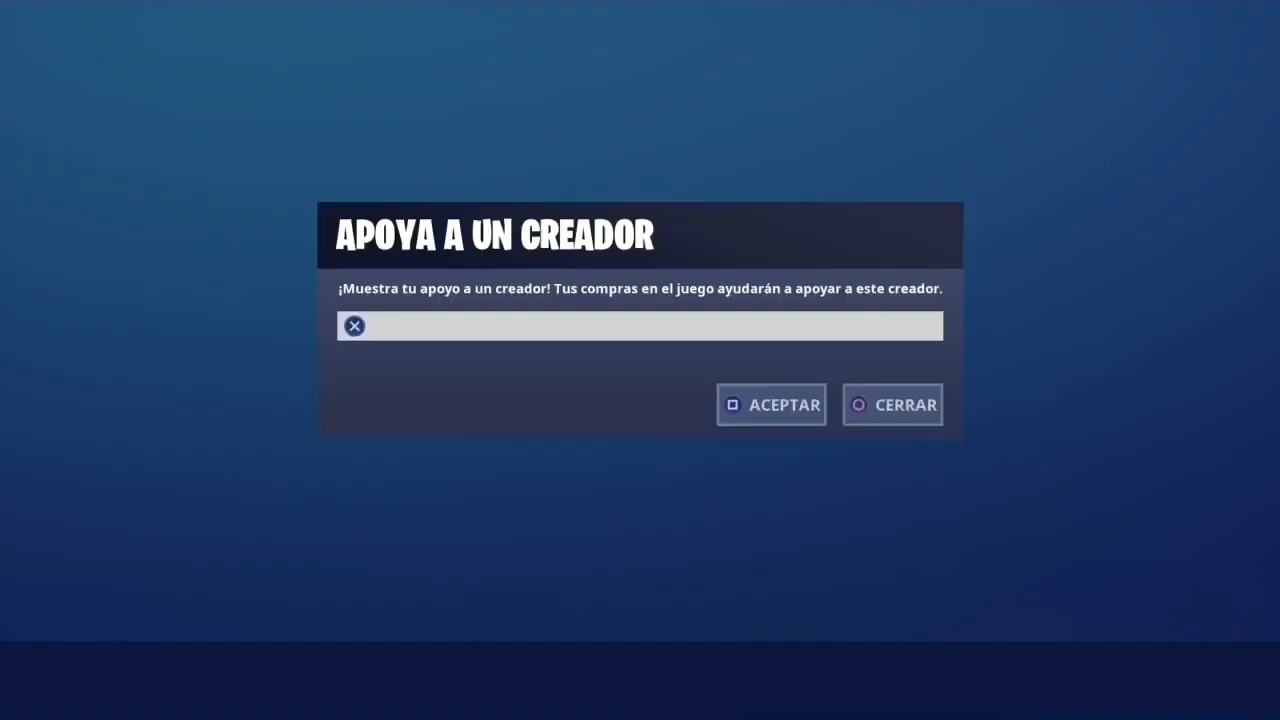 APOYA A UN CREADOR
¡Muestra tu apoyo a un creador! Tus compras en el juego ayudarán a apoyar a este creador.
ACEPTAR
CERRAR